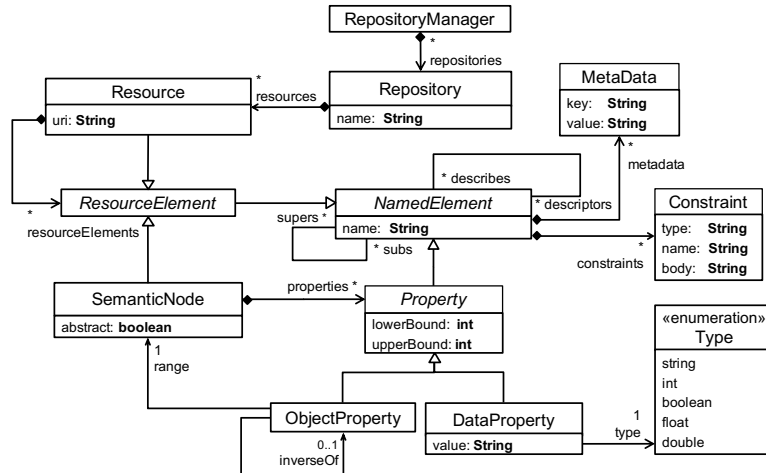 RepositoryManager
*
repositories
*
resources
Resource
uri: String
Repository
name: String
MetaData
key: String
value: String
*
metadata
* describes
* descriptors
ResourceElement
*
resourceElements
NamedElement
name: String
supers *
* subs
*
constraints
Constraint
type: String
name: String
body: String
SemanticNode
abstract: boolean
properties *
Property
lowerBound: int
upperBound: int
«enumeration»
Type
string
int
boolean
float
double
1
range
ObjectProperty
0..1
inverseOf
DataProperty
value: String
1
type